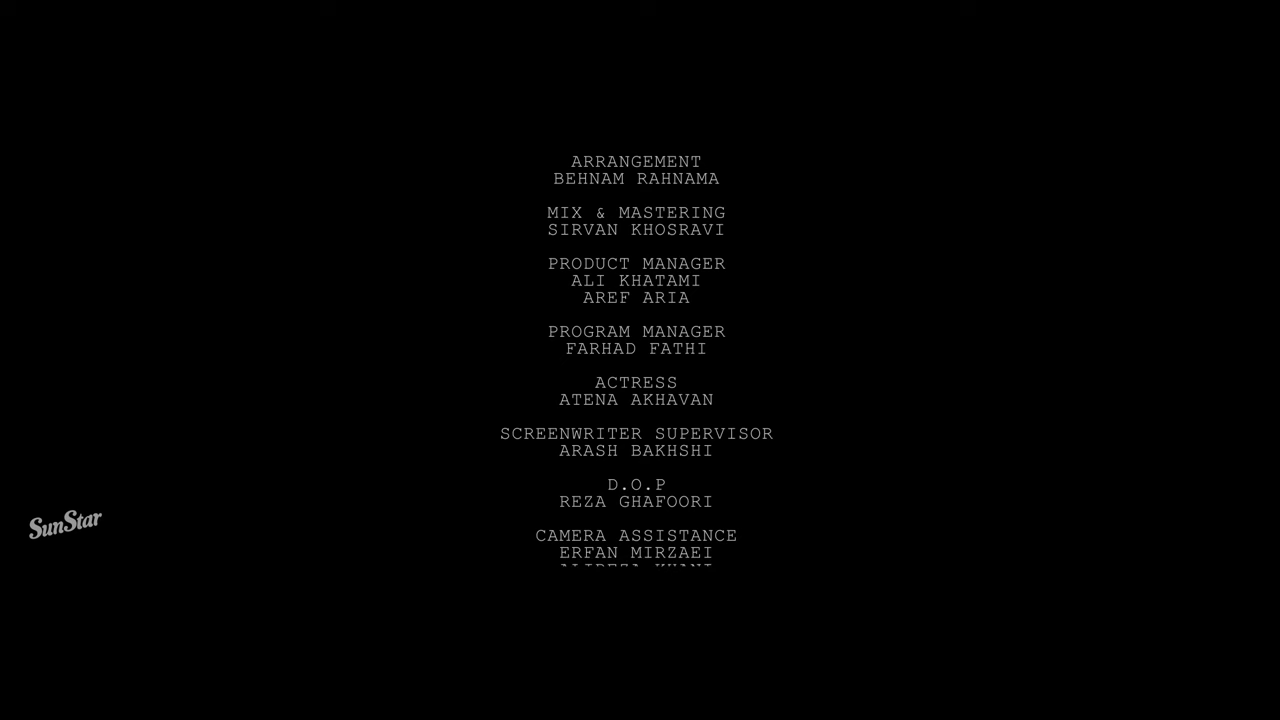 ARRANGEMENT
BEHNAM RAHNAMA
MIX & MASTERING
SIRVAN KHOSRAVI
PRODUCT MANAGER
ALI KHATAMI
AREF ARIA
PROGRAM MANAGER
FARHAD FATHI
ACTRESS
ATENA AKHAVAN
SCREENWRITER SUPERVISOR
ARASH BAKHSHI
D.O.P
REZA GHAFOORI
CAMERA ASSISTANCE
ERFAN MIRZAEI
SunStar